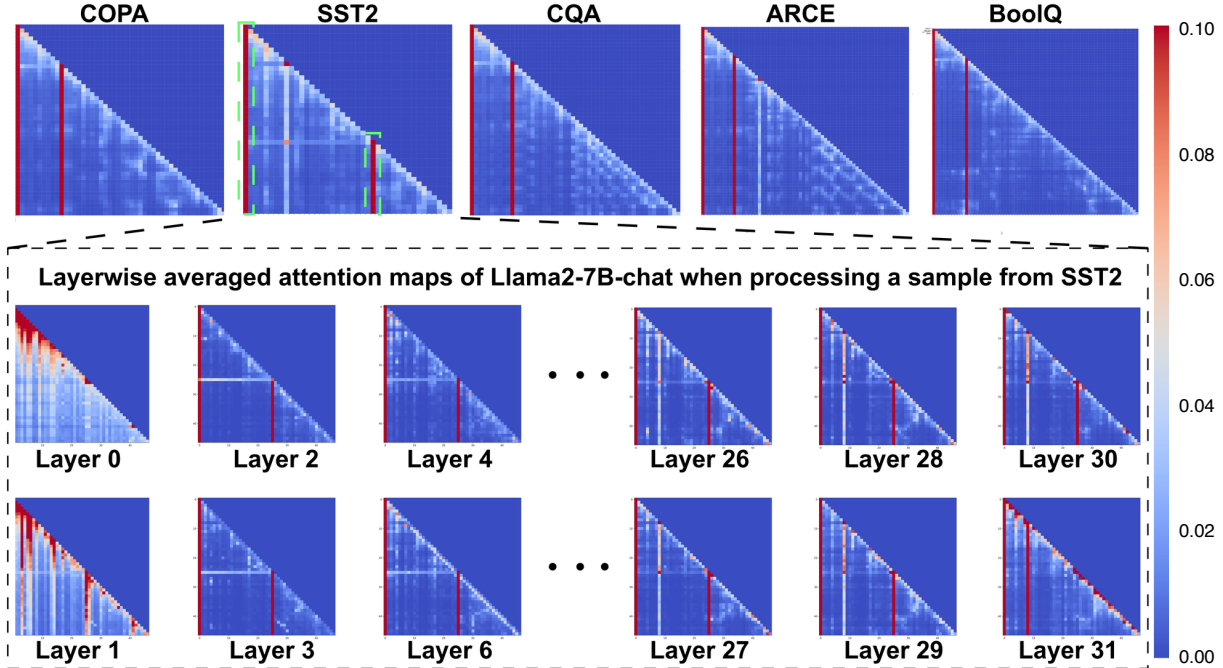 COPA SST2 CQA ARCE BoolQ
0.10
0.08
0.06
0.04
0.02
0.00
Layerwise averaged attention maps of Llama2-7B-chat when processing a sample from SST2
Layer 0 Layer 2 Layer 4 Layer 26 Layer 28 Layer 30
Layer 1 Layer 3 Layer 6 Layer 27 Layer 29 Layer 31